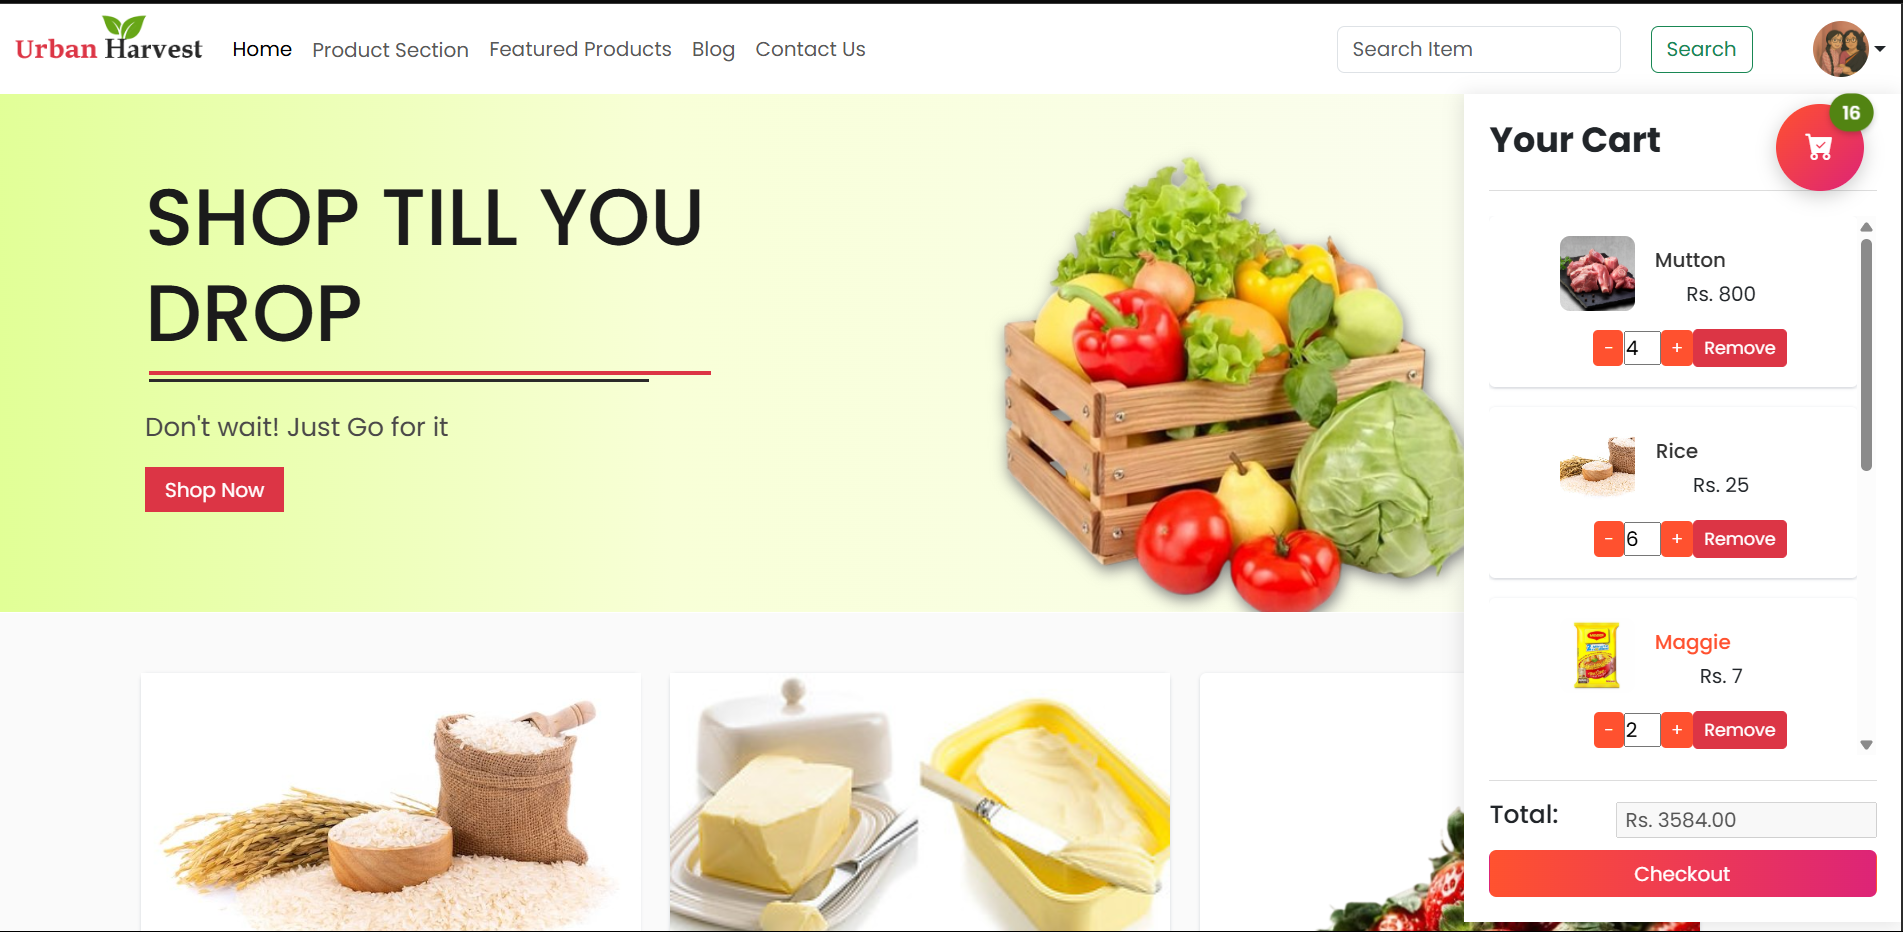 Urban Harvest
Home Product Section Featured Products Blog Contact Us
Search Item
Search
16
SHOP TILL YOU
DROP
Don't wait! Just Go for it
Shop Now
Your Cart
Mutton
Rs. 800
- 4 + Remove
Rice
Rs. 25
- 6 + Remove
Maggie
Rs. 7
- 2 + Remove
Total: Rs. 3584.00
Checkout